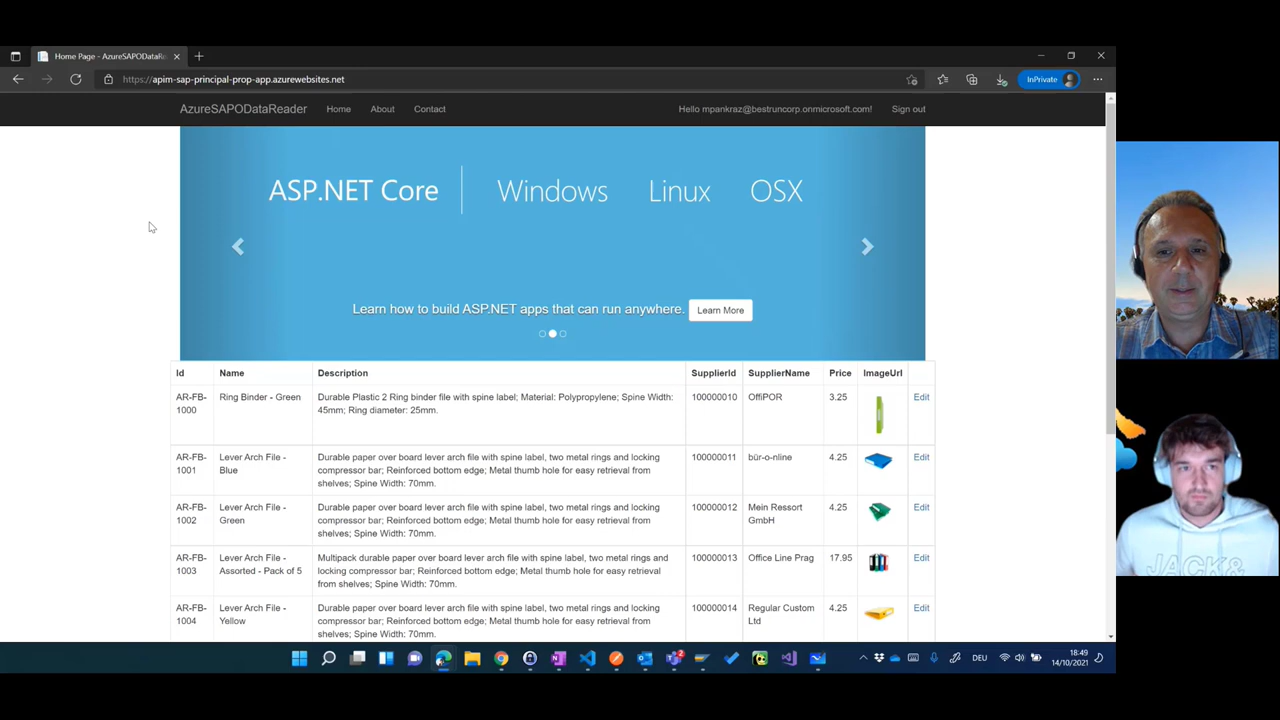 Home Page - AzureSAPODataRe
https://apim-sap-principal-prop-app.azurewebsites.net
InPrivate
AzureSAPODataReader Home About Contact Hello mpankraz@bestruncorp.onmicrosoft.com! Sign out
ASP.NET Core Windows Linux OSX
Learn how to build ASP.NET apps that can run anywhere. Learn More
Id Name Description SupplierId SupplierName Price ImageUrl
AR-FB- Ring Binder - Green Durable Plastic 2 Ring binder file with spine label; Material: Polypropylene; Spine Width: 100000010 OffiPOR 3.25 Edit
1000 45mm; Ring diameter: 25mm.
AR-FB- Lever Arch File - Durable paper over board lever arch file with spine label, two metal rings and locking 100000011 bür-o-nline 4.25 Edit
1001 Blue compressor bar; Reinforced bottom edge; Metal thumb hole for easy retrieval from
shelves; Spine Width: 70mm.
AR-FB- Lever Arch File - Durable paper over board lever arch file with spine label, two metal rings and locking 100000012 Mein Ressort 4.25 Edit
1002 Green compressor bar; Reinforced bottom edge; Metal thumb hole for easy retrieval from GmbH
shelves; Spine Width: 70mm.
AR-FB- Lever Arch File - Multipack durable paper over board lever arch file with spine label, two metal rings and 100000013 Office Line Prag 17.95 Edit
1003 Assorted - Pack of 5 locking compressor bar; Reinforced bottom edge; Metal thumb hole for easy retrieval
from shelves; Spine Width: 70mm.
AR-FB- Lever Arch File - Durable paper over board lever arch file with spine label, two metal rings and locking 100000014 Regular Custom 4.25 Edit
1004 Yellow compressor bar; Reinforced bottom edge; Metal thumb hole for easy retrieval from Ltd
shelves; Spine Width: 70mm.
JACK &
2
DEU
18:49
14/10/2021